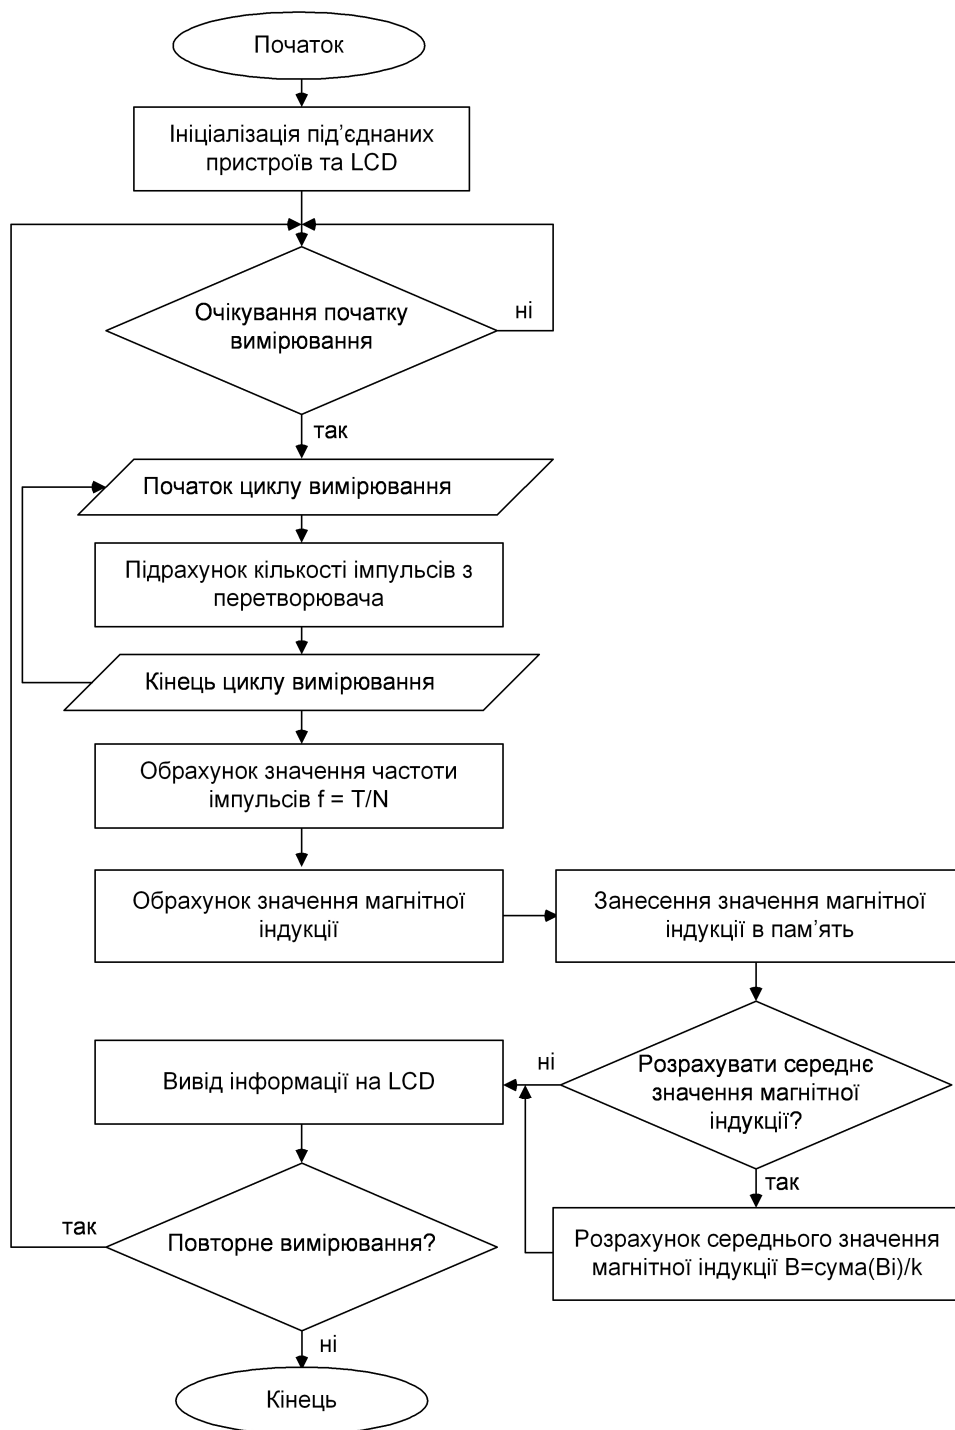 Початок
Ініціалізація під’єднаних
пристроїв та LCD
Очікування початку
вимірювання
ні
так
Початок циклу вимірювання
Підрахунок кількості імпульсів з
перетворювача
Кінець циклу вимірювання
Обрахунок значення частоти
імпульсів f = T/N
Обрахунок значення магнітної
індукції
Занесення значення магнітної
індукції в пам’ять
Розрахувати середнє
значення магнітної
індукції?
ні
так
Розрахунок середнього значення
магнітної індукції B=сума(Bi)/k
Вивід інформації на LCD
Повторне вимірювання?
так
ні
Кінець